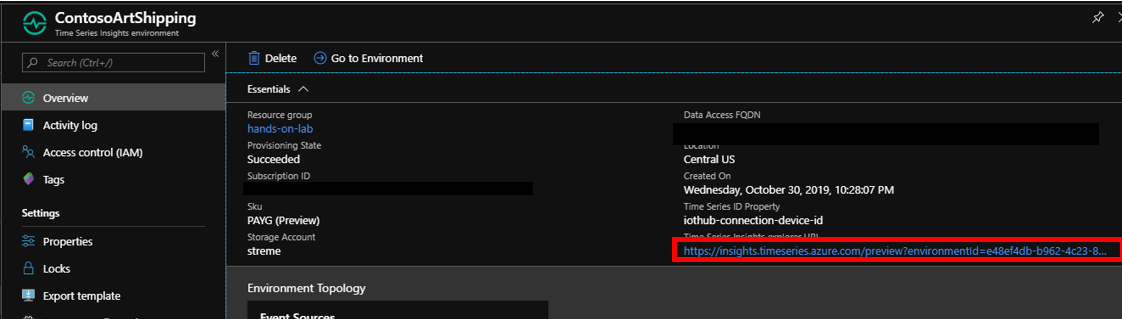 ContosoArtShipping
Time Series Insights environment
Search (Ctrl+/)
Overview
Activity log
Access control (IAM)
Tags
Settings
Properties
Locks
Export template
Delete
Go to Environment
Essentials
Resource group
hands-on-lab
Provisioning State
Succeeded
Subscription ID
Sku
PAYG (Preview)
Storage Account
streme
Data Access FQDN
Location
Central US
Created On
Wednesday, October 30, 2019, 10:28:07 PM
Time Series ID Property
iothub-connection-device-id
Time Series Insights explorer URL
https://insights.timeseries.azure.com/preview?environmentId=e48ef4db-b962-4c23-8...
Environment Topology
Event Sources